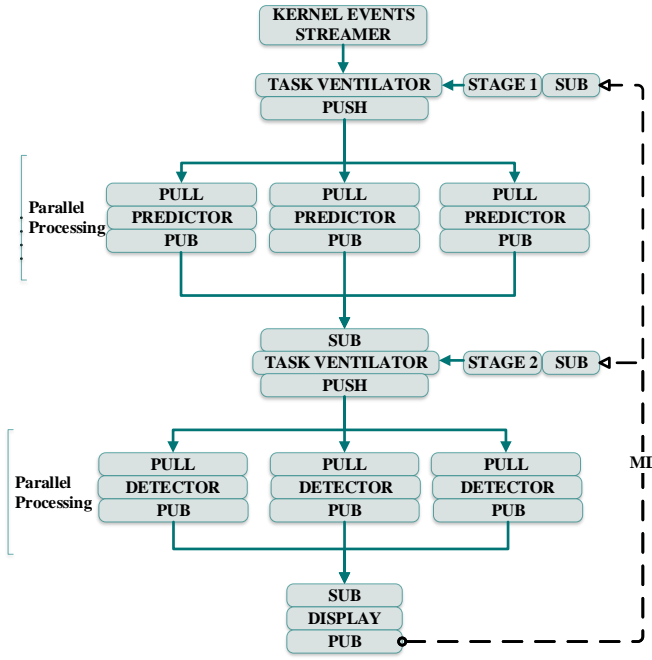 KERNEL EVENTS
STREAMER
TASK VENTILATOR
STAGE 1
SUB
PUSH
Parallel
Processing
PULL
PULL
PULL
PREDICTOR
PREDICTOR
PREDICTOR
PUB
PUB
PUB
SUB
TASK VENTILATOR
STAGE 2
SUB
PUSH
Parallel
Processing
PULL
PULL
PULL
DETECTOR
DETECTOR
DETECTOR
PUB
PUB
PUB
SUB
DISPLAY
PUB